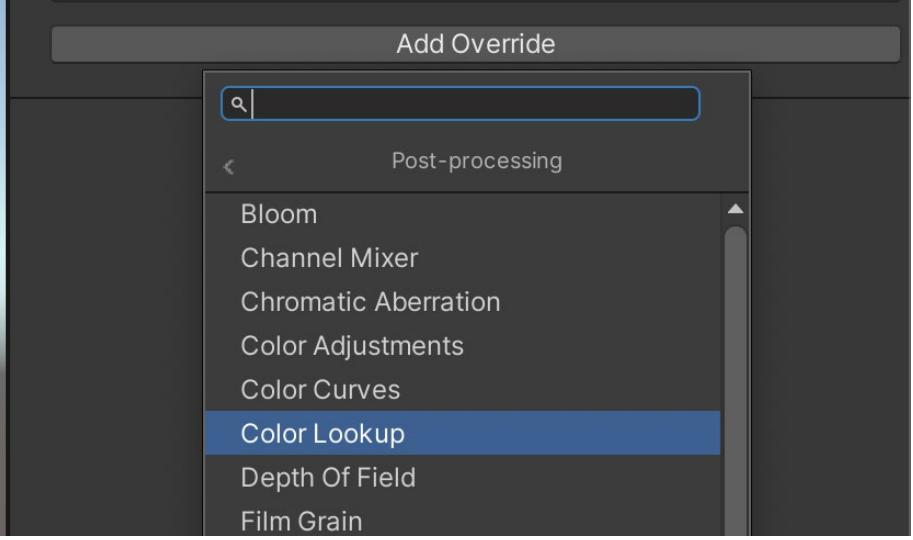 Add Override
Post-processing
Bloom
Channel Mixer
Chromatic Aberration
Color Adjustments
Color Curves
Color Lookup
Depth Of Field
Film Grain